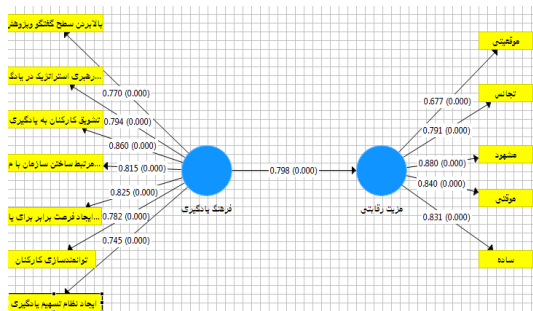 بالابردن سطح گفتگو وپژوهش
موقعیتی
0.770 (0.000)
...رهبری استراتژیک در یادگ
0.677 (0.000)
تجانس
0.794 (0.000)
تشویق کارکنان به یادگیری
0.791 (0.000)
0.860 (0.000)
...مرتبط ساختن سازمان با م
0.815 (0.000)
0.798 (0.000)
0.880 (0.000)
مشهود
0.825 (0.000)
0.840 (0.000)
موقتی
...ایجاد فرصت برابر برای یا
0.782 (0.000)
فرهنگ یادگیری
مزیت رقابتی
0.831 (0.000)
0.745 (0.000)
توانمندسازی کارکنان
ساده
ایجاد نظام تسهیم یادگیری